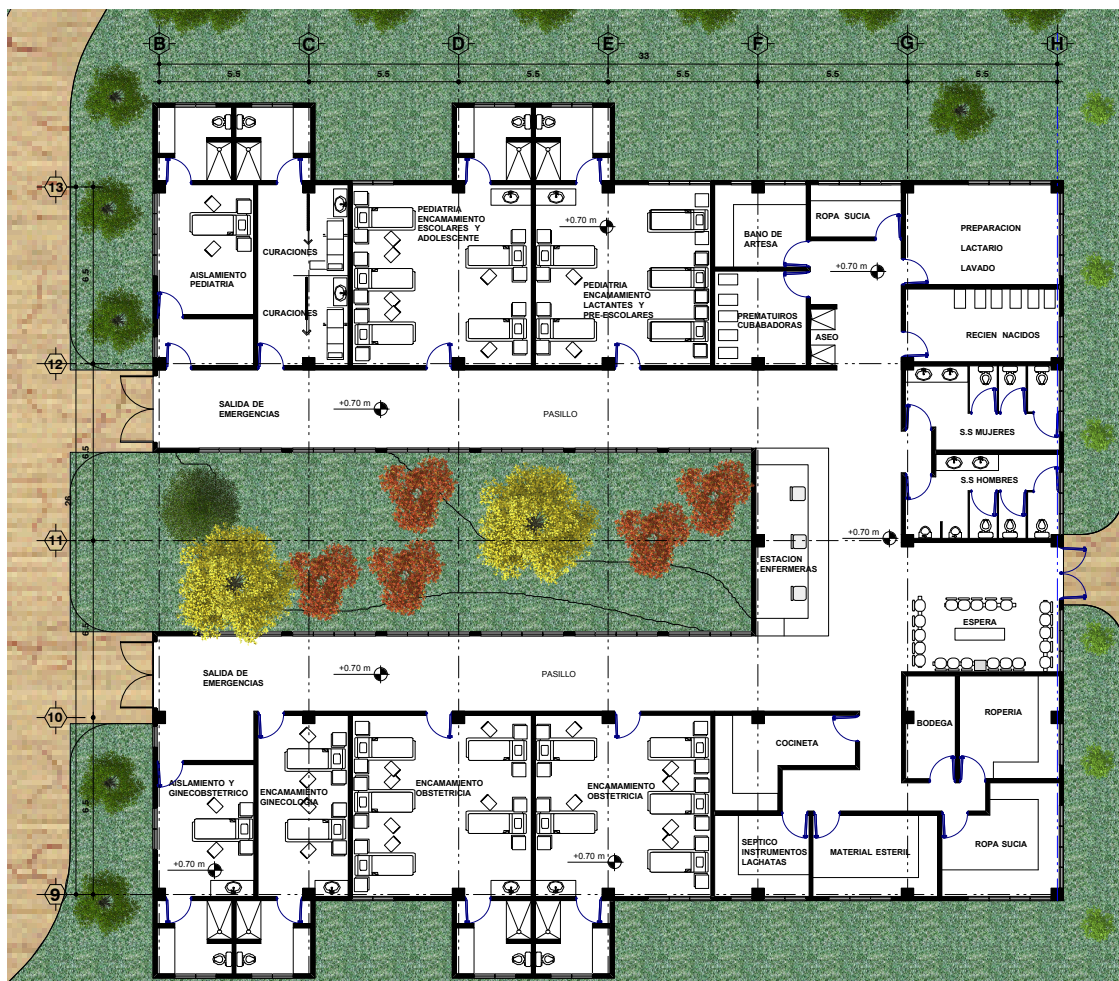 B C D E F G H
33
5.5 5.5 5.5 5.5 5.5 5.5
13
PEDIATRIA
ENCAMAMIENTO
ESCOLARES Y
ADOLESCENTE
+0.70 m
ROPA SUCIA
BANO DE
ARTESA
PREPARACION
LACTARIO
LAVADO
CURACIONES
AISLAMIENTO
PEDIATRIA
6.5
+0.70 m
PEDIATRIA
ENCAMAMIENTO
LACTANTES Y
PRE-ESCOLARES
CURACIONES
PREMATUIROS
CUBABADORAS
ASEO
RECIEN NACIDOS
12
SALIDA DE
EMERGENCIAS
+0.70 m
PASILLO
S.S MUJERES
6.5
26
S.S HOMBRES
11
+0.70 m
ESTACION
ENFERMERAS
ESPERA
6.5
SALIDA DE
EMERGENCIAS
+0.70 m
PASILLO
10
BODEGA
ROPERIA
COCINETA
AISLAMIENTO Y
GINECOBSTETRICO
ENCAMAMIENTO
GINECOLOGIA
ENCAMAMIENTO
OBSTETRICIA
ENCAMAMIENTO
OBSTETRICIA
6.5
SEPTICO
INSTRUMENTOS
LACHATAS
MATERIAL ESTERIL
ROPA SUCIA
+0.70 m
+0.70 m
9